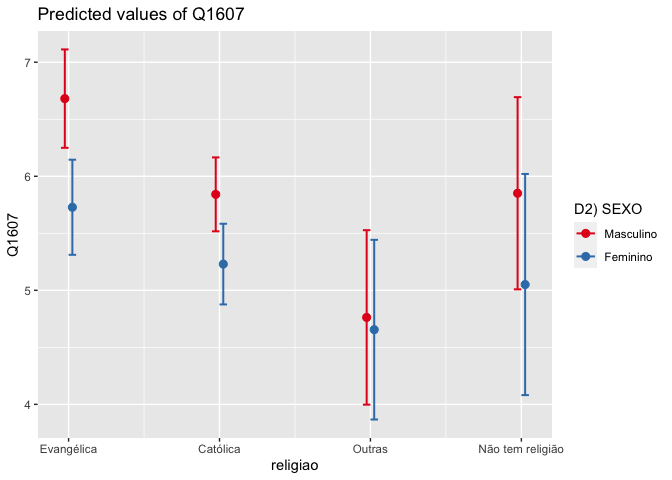 Predicted values of Q1607
7
6
5
4
Q1607
Evangélica
Católica
Outras
Não tem religião
religiao
D2) SEXO
Masculino
Feminino